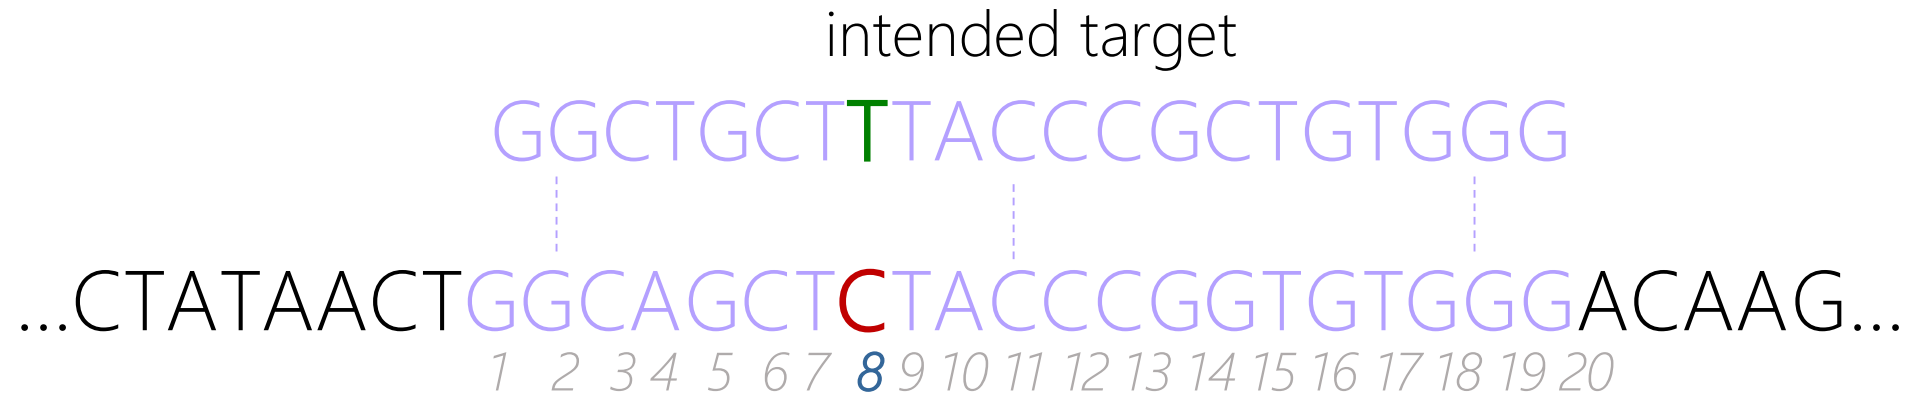 intended target
GGCTGCTTTACCCGCTGTGGG
...CTATAACTGGCAGCTCTACCCGGTGTGGGACAAG...
1 2 3 4 5 6 7 8 9 10 11 12 13 14 15 16 17 18 19 20